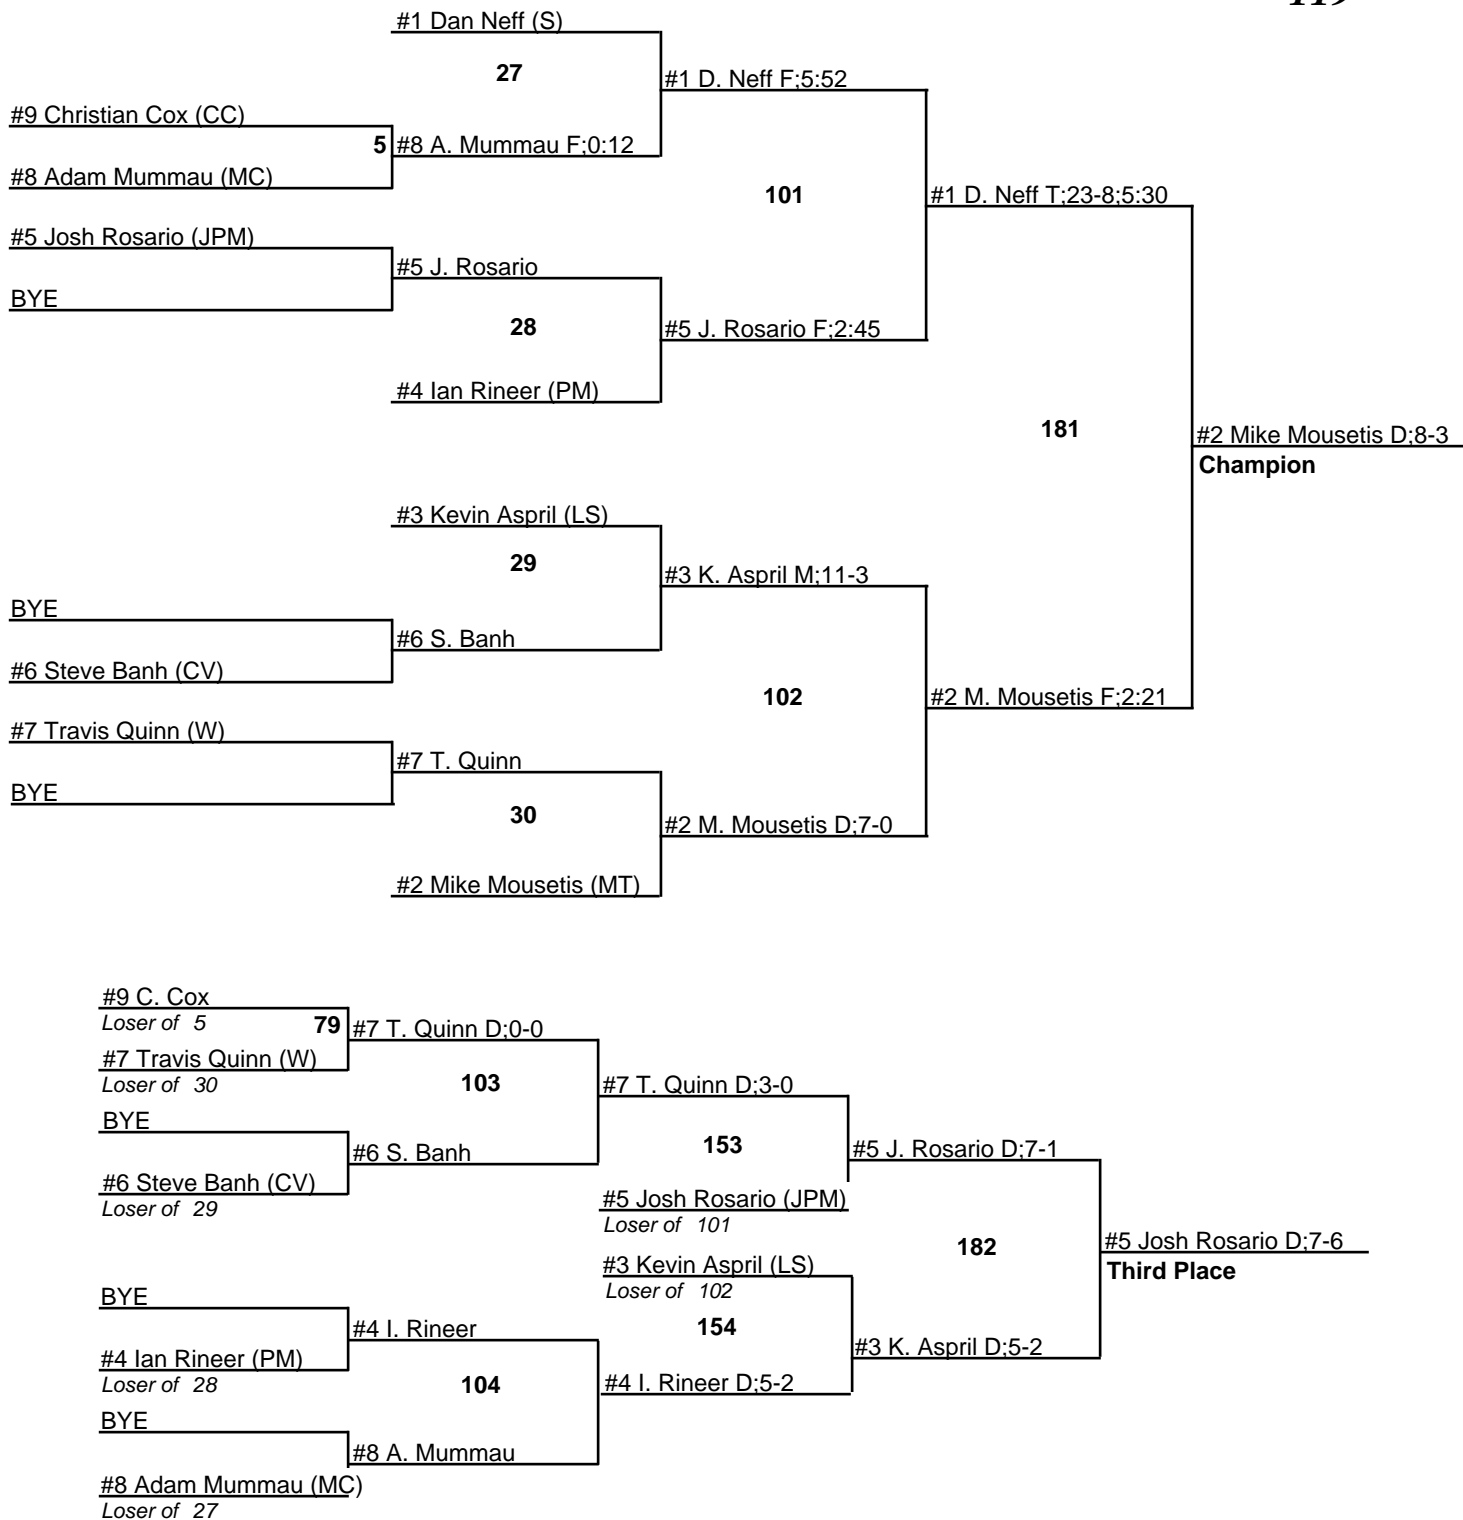 #1 Dan Neff (S)
27
#1 D. Neff F;5:52
#9 Christian Cox (CC)
5
#8 A. Mummau F;0:12
#8 Adam Mummau (MC)
101
#1 D. Neff T;23-8;5:30
#5 Josh Rosario (JPM)
#5 J. Rosario
BYE
28
#5 J. Rosario F;2:45
#4 Ian Rineer (PM)
181
#2 Mike Mousetis D;8-3
Champion
#3 Kevin Aspril (LS)
29
#3 K. Aspril M;11-3
BYE
#6 S. Banh
#6 Steve Banh (CV)
102
#2 M. Mousetis F;2:21
#7 Travis Quinn (W)
#7 T. Quinn
BYE
30
#2 M. Mousetis D;7-0
#2 Mike Mousetis (MT)
#9 C. Cox
Loser of 5
79
#7 T. Quinn D;0-0
#7 Travis Quinn (W)
Loser of 30
103
#7 T. Quinn D;3-0
BYE
#6 S. Banh
153
#5 J. Rosario D;7-1
#6 Steve Banh (CV)
Loser of 29
#5 Josh Rosario (JPM)
Loser of 101
182
#5 Josh Rosario D;7-6
Third Place
#3 Kevin Aspril (LS)
Loser of 102
BYE
#4 I. Rineer
154
#3 K. Aspril D;5-2
#4 Ian Rineer (PM)
Loser of 28
104
#4 I. Rineer D;5-2
BYE
#8 A. Mummau
#8 Adam Mummau (MC)
Loser of 27